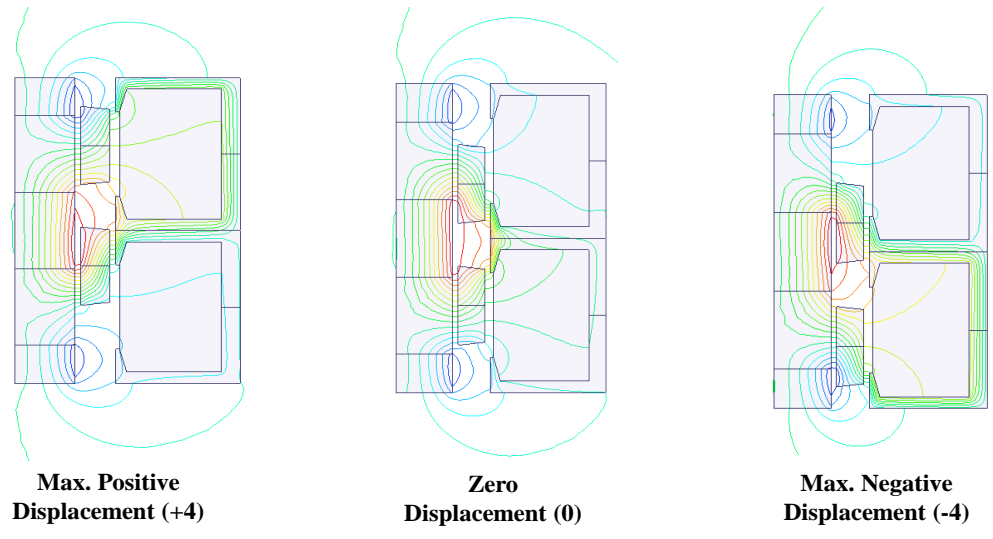 Max. Positive
Displacement (+4)
Zero
Displacement (0)
Max. Negative
Displacement (-4)